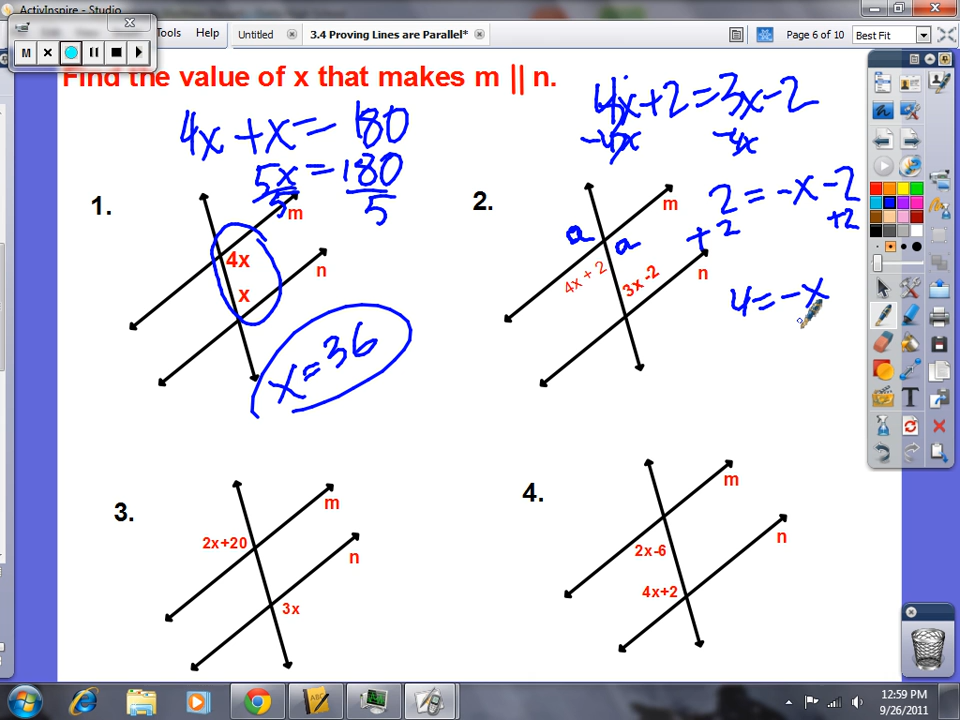 ActivInspire - Studio
Tools Help
Untitled
3.4 Proving Lines are Parallel*
Page 6 of 10
Best Fit
M
Find the value of x that makes m || n.
4x + x = 180
5x = 180
5 5
x = 36
1.
m
n
4x
x
4x + 2 = 3x - 2
-4x -4x
2 = -x - 2
+2 +2
4 = -x
2.
m
n
a a
4x + 2
3x -2
3.
m
n
2x+20
3x
4.
m
n
2x-6
4x+2
12:59 PM
9/26/2011